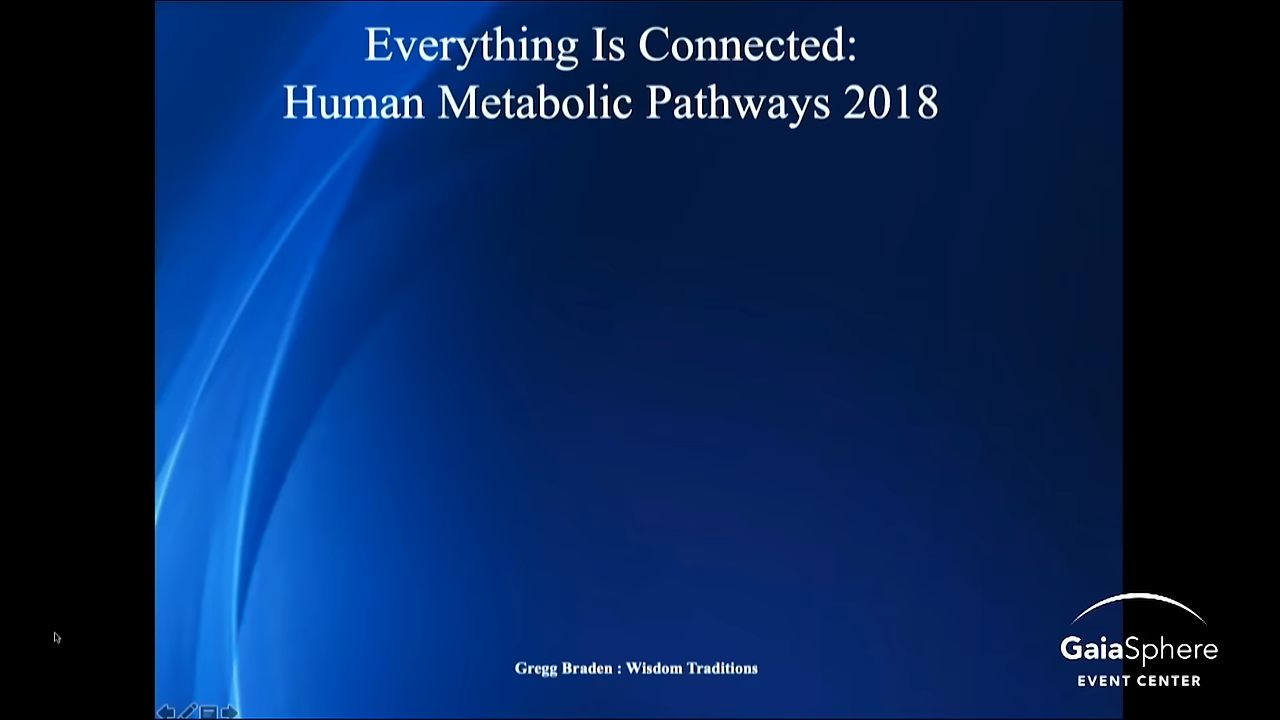 Everything Is Connected:
Human Metabolic Pathways 2018
Gregg Braden : Wisdom Traditions
GaiaSphere
EVENT CENTER